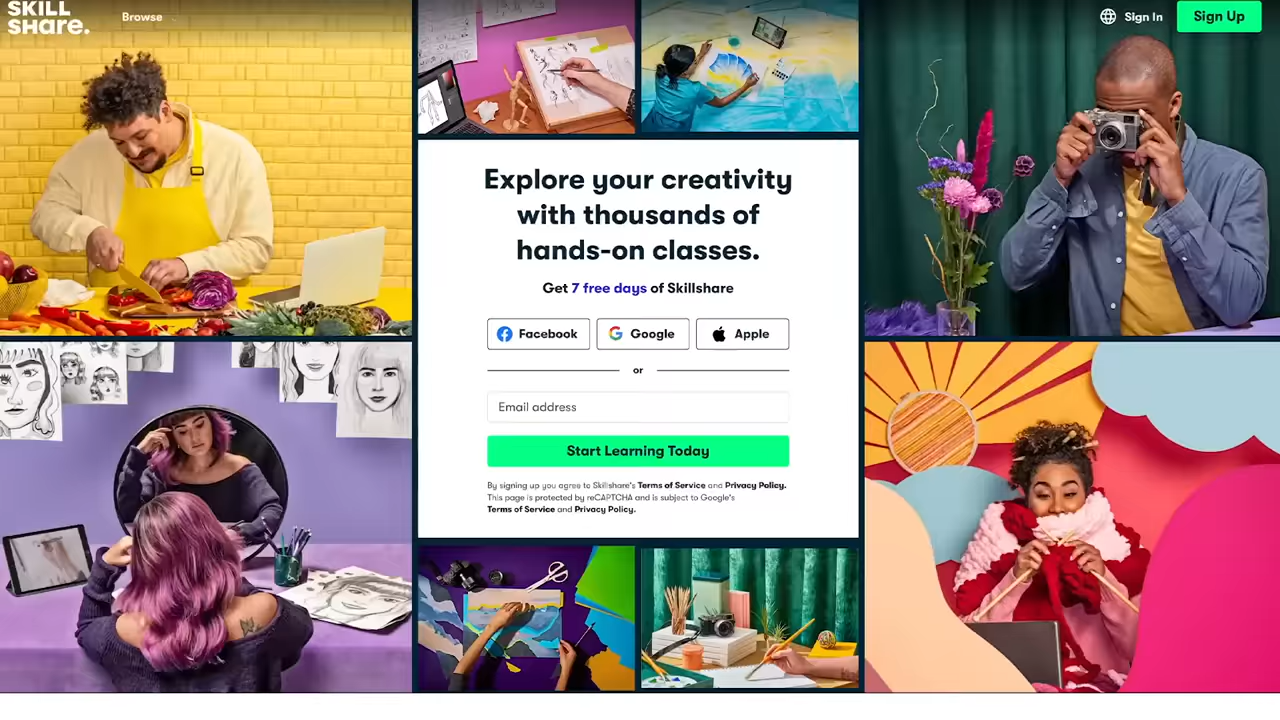 SKILL
SHare.
Browse
Sign In
Sign Up
Explore your creativity
with thousands of
hands-on classes.
Get 7 free days of Skillshare
Facebook
Google
Apple
or
Email address
Start Learning Today
By signing up you agree to Skillshare's Terms of Service and Privacy Policy.
This page is protected by reCAPTCHA and is subject to Google's
Terms of Service and Privacy Policy.